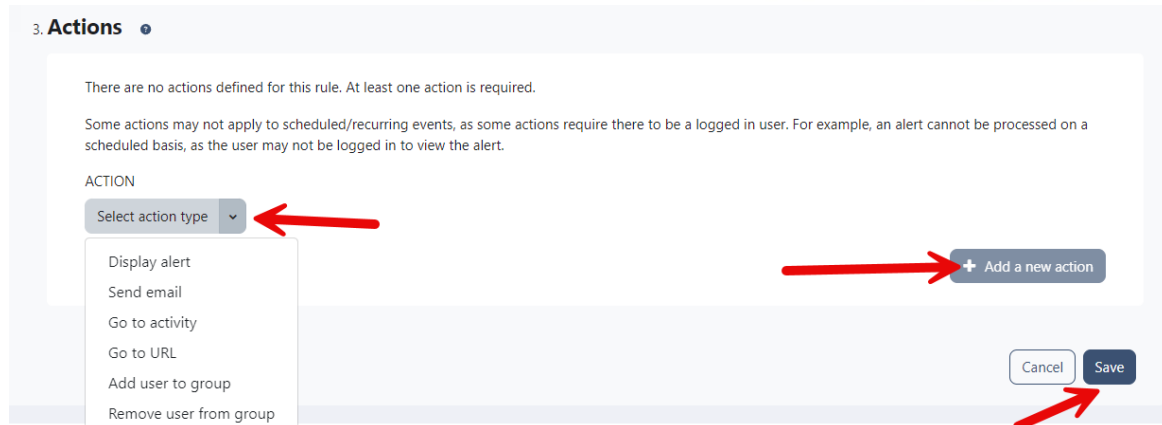 3. Actions ?
There are no actions defined for this rule. At least one action is required.
Some actions may not apply to scheduled/recurring events, as some actions require there to be a logged in user. For example, an alert cannot be processed on a
scheduled basis, as the user may not be logged in to view the alert.
ACTION
Select action type
Display alert
Send email
Go to activity
Go to URL
Add user to group
Remove user from group
+ Add a new action
Cancel
Save